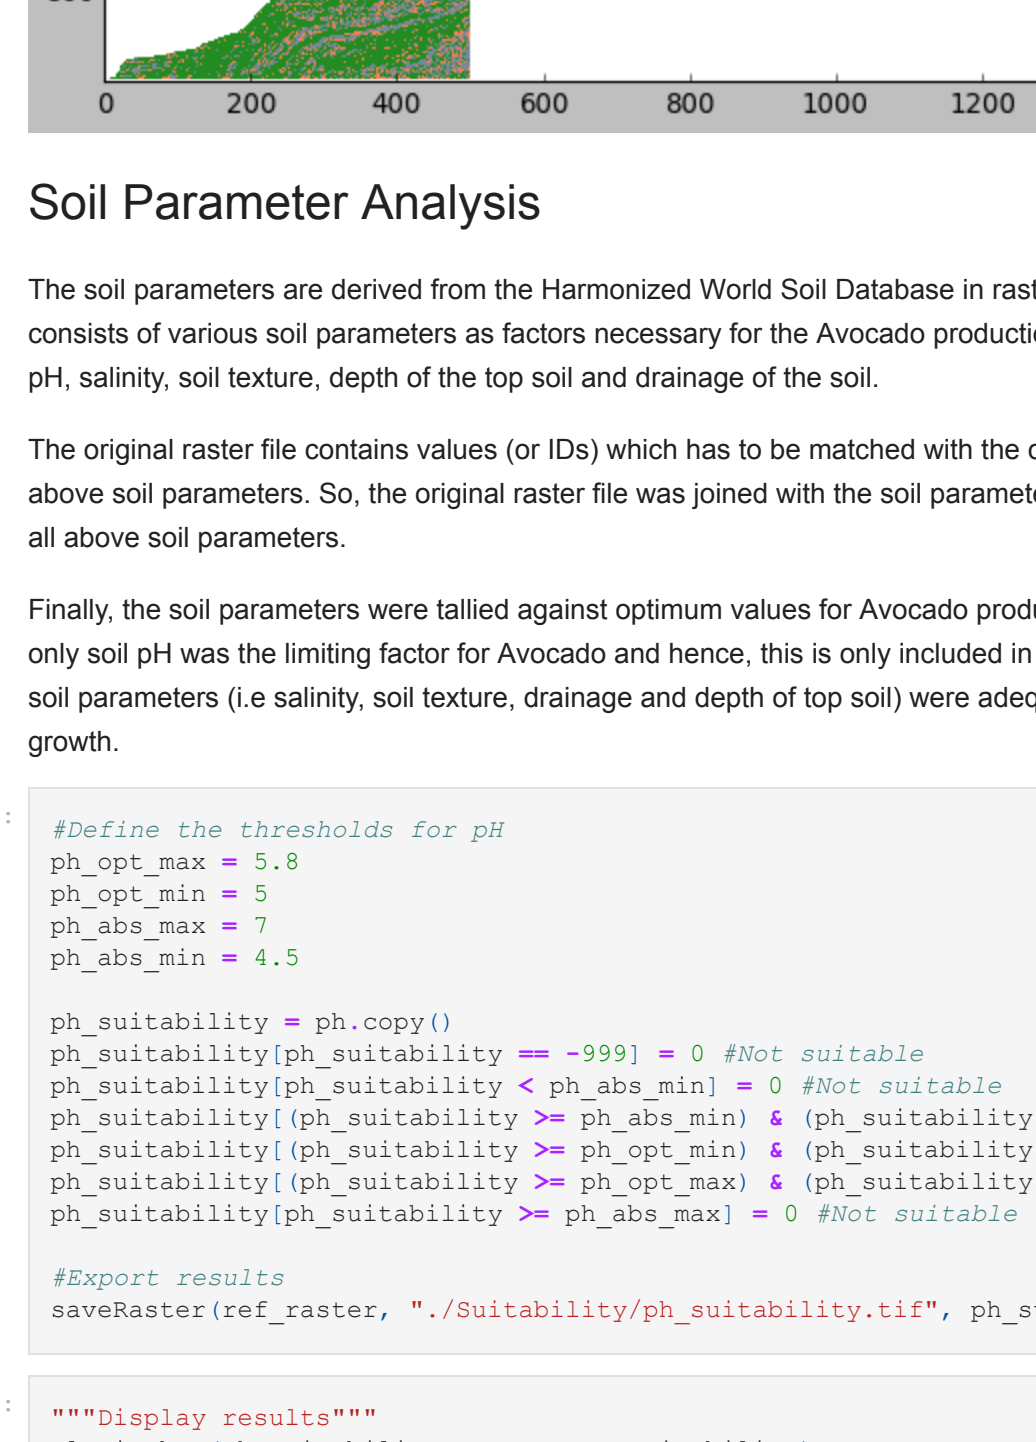 0 200 400 600 800 1000 1200
Soil Parameter Analysis
The soil parameters are derived from the Harmonized World Soil Database in
consists of various soil parameters as factors necessary for the Avocado
pH, salinity, soil texture, depth of the top soil and drainage of the soil.
The original raster file contains values (or IDs) which has to be matched with the
above soil parameters. So, the original raster file was joined with the soil
all above soil parameters.
Finally, the soil parameters were tallied against optimum values for Avocado
only soil pH was the limiting factor for Avocado and hence, this is only included in
soil parameters (i.e salinity, soil texture, drainage and depth of top soil) were
growth.
:
#Define the thresholds for pH
ph_opt_max = 5.8
ph_opt_min = 5
ph_abs_max = 7
ph_abs_min = 4.5
ph_suitability = ph.copy()
ph_suitability[ph_suitability == -999] = 0 #Not suitable
ph_suitability[ph_suitability < ph_abs_min] = 0 #Not suitable
ph_suitability[(ph_suitability >= ph_abs_min) & (ph_suitability
ph_suitability[(ph_suitability >= ph_opt_min) & (ph_suitability
ph_suitability[(ph_suitability >= ph_opt_max) & (ph_suitability
ph_suitability[ph_suitability >= ph_abs_max] = 0 #Not suitable
#Export results
saveRaster(ref_raster, "./Suitability/ph_suitability.tif",
:
"""Display results"""